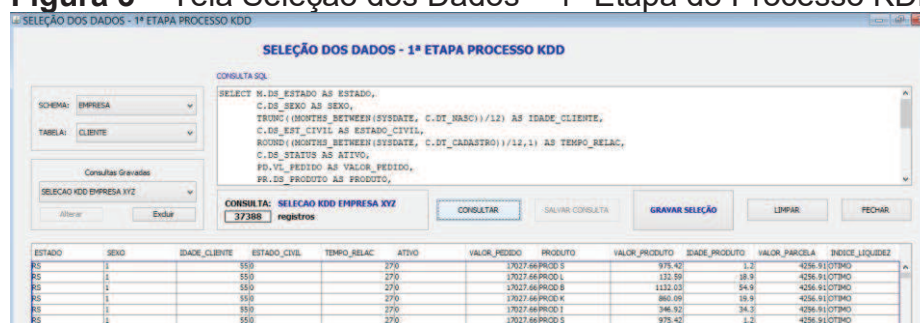 Figura 3 – Tela Seleção dos Dados – 1ª Etapa do Processo KD
SELEÇÃO DOS DADOS - 1ª ETAPA PROCESSO KDD
SELEÇÃO DOS DADOS - 1ª ETAPA PROCESSO KDD
CONSULTA SQL
SELECT M.DS_ESTADO AS ESTADO,
C.DS_SEXO AS SEXO,
TRUNC((MONTHS_BETWEEN(SYSDATE, C.DT_NASC))/12) AS IDADE_CLIENTE,
C.DS_EST_CIVIL AS ESTADO_CIVIL,
ROUND((MONTHS_BETWEEN(SYSDATE, C.DT_CADASTRO))/12,1) AS TEMPO_RELAC,
C.DS_STATUS AS ATIVO,
PD.VL_PEDIDO AS VALOR_PEDIDO,
PR.DS_PRODUTO AS PRODUTO,
SCHEMA: EMPRESA
TABELA: CLIENTE
Consultas Gravadas
SELECAO KDD EMPRESA XYZ
Alterar Excluir
CONSULTA: SELECAO KDD EMPRESA XYZ
37388 registros
CONSULTAR SALVAR CONSULTA GRAVAR SELEÇÃO LIMPAR FECHAR
ESTADO SEXO IDADE_CLIENTE ESTADO_CIVIL TEMPO_RELAC ATIVO VALOR_PEDIDO PRODUTO VALOR_PRODUTO IDADE_PRODUTO VALOR_PARCELA INDICE_LIQUIDEZ
RS 1 55 0 27 0 17027.66 PROD S 975.42 1.2 4256.91 OTIMO
RS 1 55 0 27 0 17027.66 PROD L 132.59 18.9 4256.91 OTIMO
RS 1 55 0 27 0 17027.66 PROD B 1132.03 54.9 4256.91 OTIMO
RS 1 55 0 27 0 17027.66 PROD K 860.09 19.9 4256.91 OTIMO
RS 1 55 0 27 0 17027.66 PROD I 346.92 34.3 4256.91 OTIMO
RS 1 55 0 27 0 17027.66 PROD S 975.42 1.2 4256.91 OTIMO